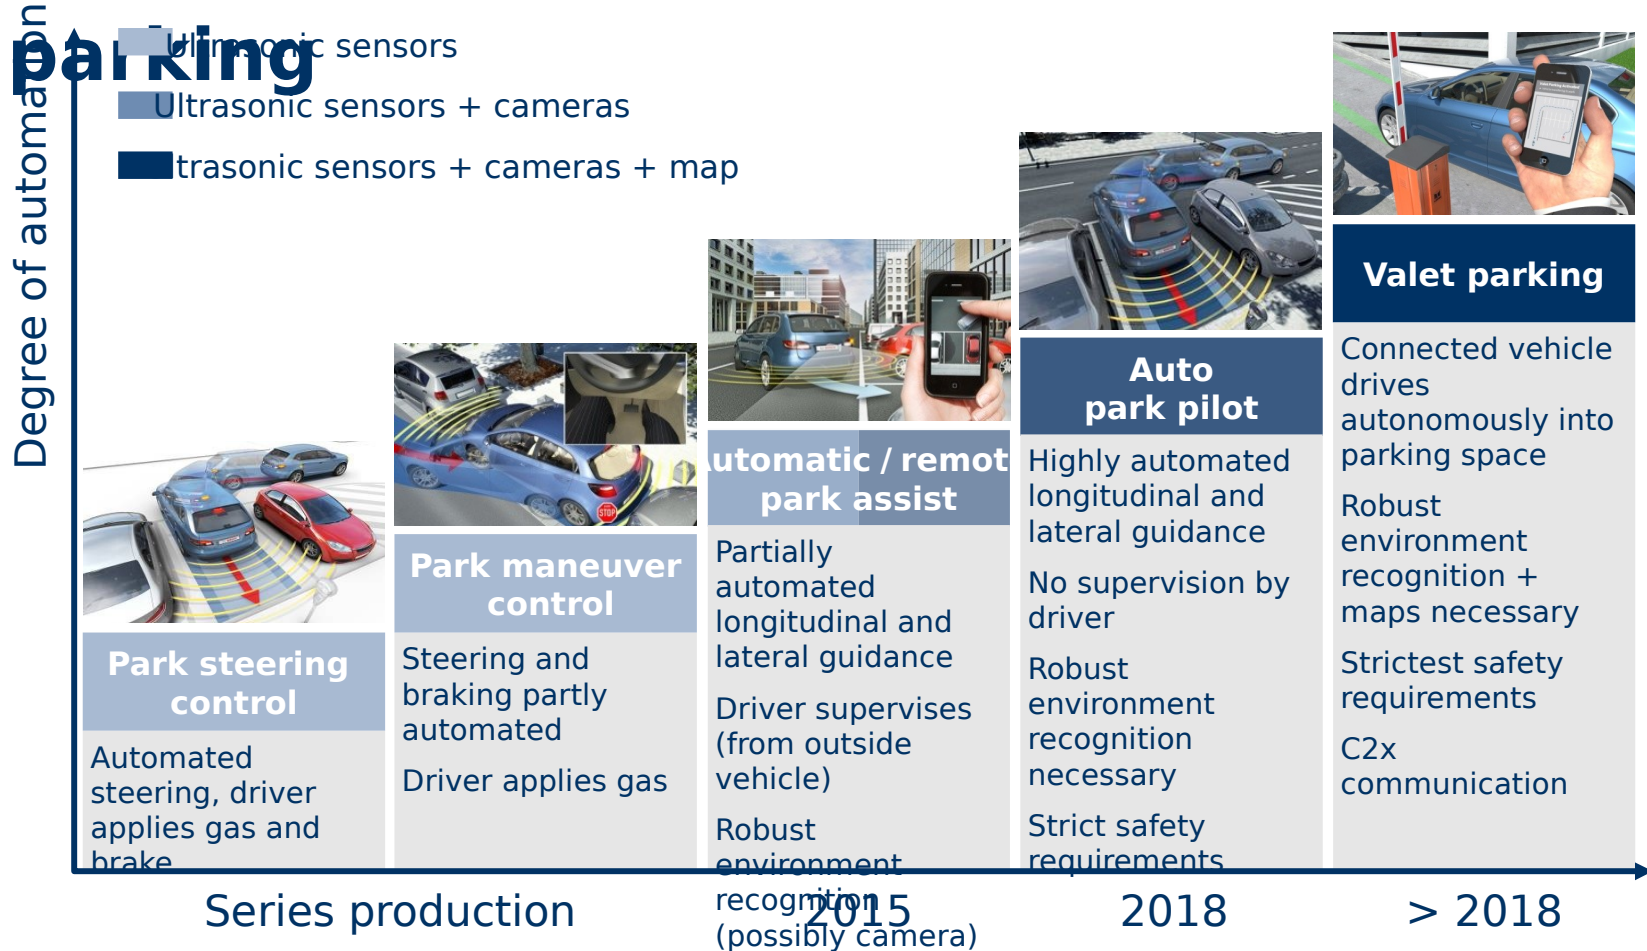 parking
Degree of automation
Ultrasonic sensors
Ultrasonic sensors + cameras
trasonic sensors + cameras + map
Park steering
control
Automated
steering, driver
applies gas and
brake
Park maneuver
control
Steering and
braking partly
automated
Driver applies gas
STOP
Automatic / remote
park assist
Partially
automated
longitudinal and
lateral guidance
Driver supervises
(from outside
vehicle)
Robust
environment
recognition
(possibly camera)
Auto
park pilot
Highly automated
longitudinal and
lateral guidance
No supervision by
driver
Robust
environment
recognition
necessary
Strict safety
requirements
Valet parking
Connected vehicle
drives
autonomously into
parking space
Robust
environment
recognition +
maps necessary
Strictest safety
requirements
C2x
communication
Series production
2015
2018
> 2018